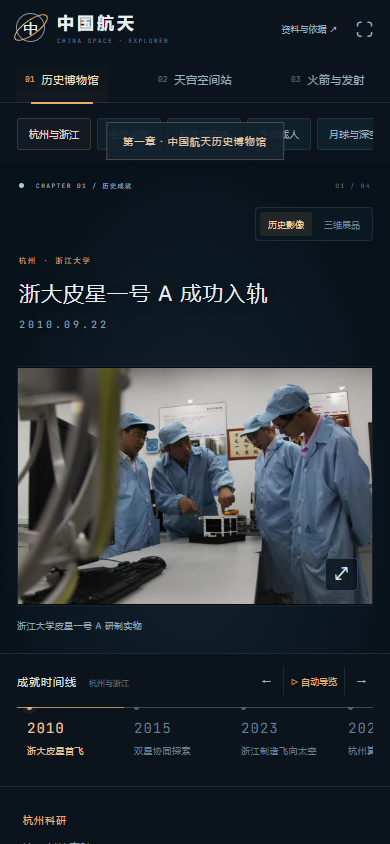 中 中国航天
CHINA SPACE · EXPLORER
资料与依据 ↗
01 历史博物馆
02 天宫空间站
03 火箭与发射
杭州与浙江
线人
月球与深空
第一章 · 中国航天历史博物馆
CHAPTER 01 / 历史成就
01 / 04
历史影像
三维展品
杭州 · 浙江大学
浙大皮星一号 A 成功入轨
2010.09.22
浙江大学皮星一号 A 研制实物
成就时间线
杭州与浙江
← ▷ 自动导览 →
2010
2015
2023
202
浙大皮星首飞
双星协同探索
浙江制造飞向太空
杭州
杭州科研